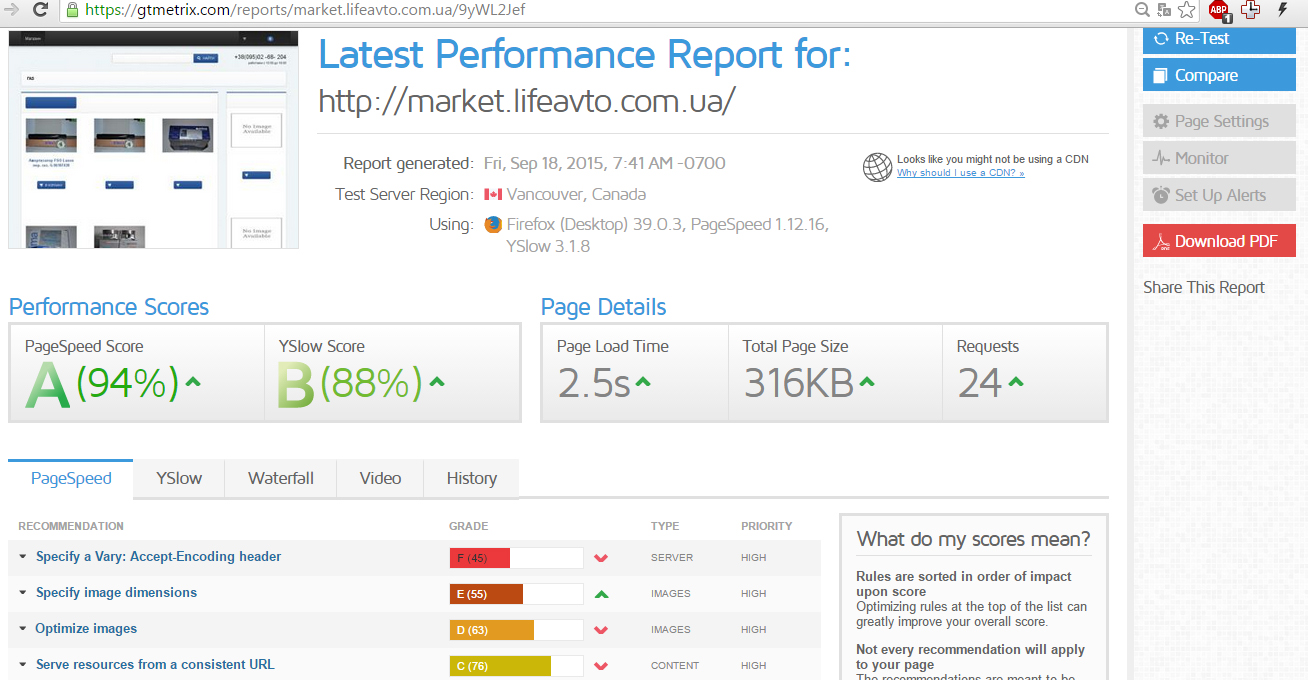 https://gtmetrix.com/reports/market.lifeavto.com.ua/9yWL2Jef
ABP
1
Latest Performance Report for:
http://market.lifeavto.com.ua/
Report generated: Fri, Sep 18, 2015, 7:41 AM -0700
Test Server Region: Vancouver, Canada
Using: Firefox (Desktop) 39.0.3, PageSpeed 1.12.16,
YSlow 3.1.8
Looks like you might not be using a CDN
Why should I use a CDN? »
Re-Test
Compare
Page Settings
Monitor
Set Up Alerts
Download PDF
Share This Report
No Image
Available
No Image
Available
Performance Scores
PageSpeed Score
A (94%)
YSlow Score
B (88%)
Page Details
Page Load Time
2.5s
Total Page Size
316KB
Requests
24
PageSpeed YSlow Waterfall Video History
RECOMMENDATION GRADE TYPE PRIORITY
Specify a Vary: Accept-Encoding header F (45) SERVER HIGH
Specify image dimensions E (55) IMAGES HIGH
Optimize images D (63) IMAGES HIGH
Serve resources from a consistent URL C (76) CONTENT HIGH
What do my scores mean?
Rules are sorted in order of impact
upon score
Optimizing rules at the top of the list can
greatly improve your overall score.
Not every recommendation will apply
to your page
The recommendations are meant to be